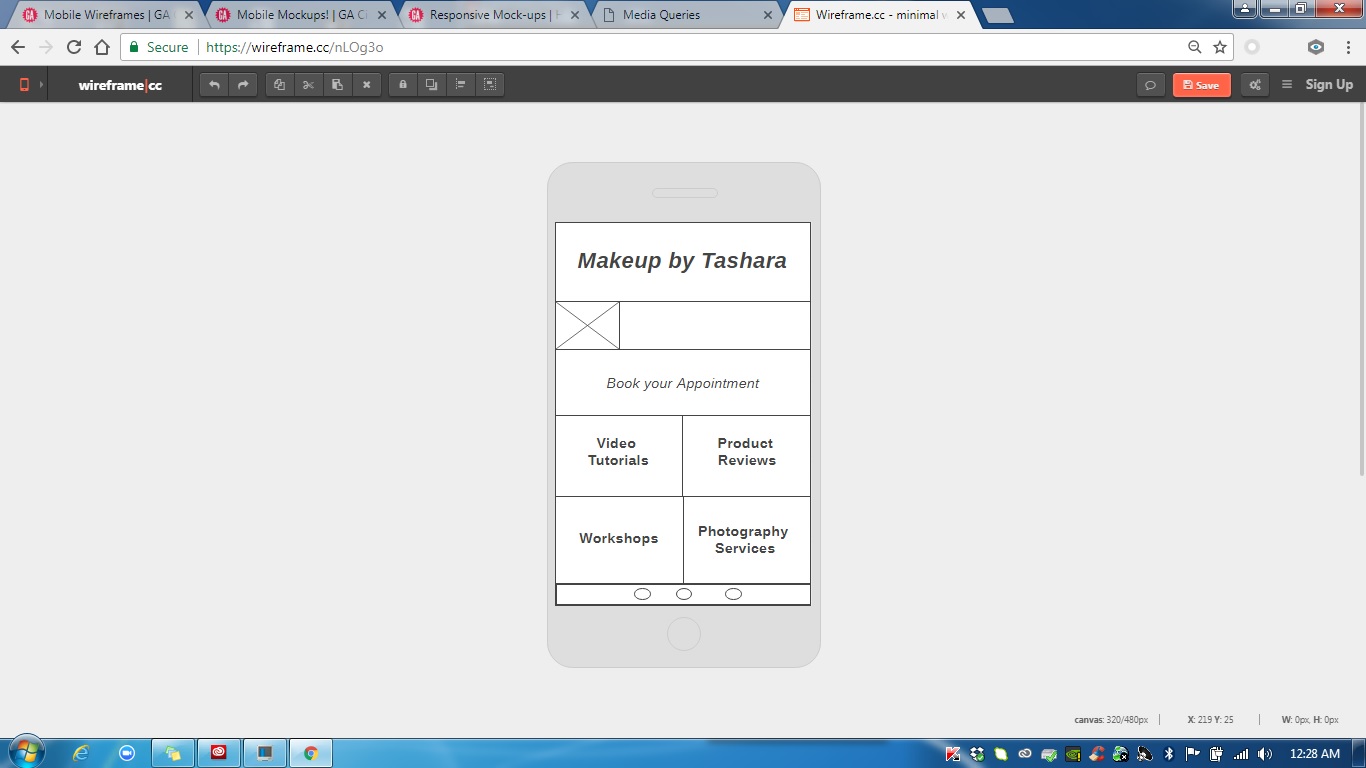 Mobile Wireframes | GA
Mobile Mockups! | GA Ci
Responsive Mock-ups | H
Media Queries
Wireframe.cc - minimal w
Secure
https://wireframe.cc/nLOg3o
wireframe|cc
Save
Sign Up
Makeup by Tashara
Book your Appointment
Video
Tutorials
Product
Reviews
Workshops
Photography
Services
canvas: 320/480px
X: 219 Y: 25
W: 0px, H: 0px
12:28 AM